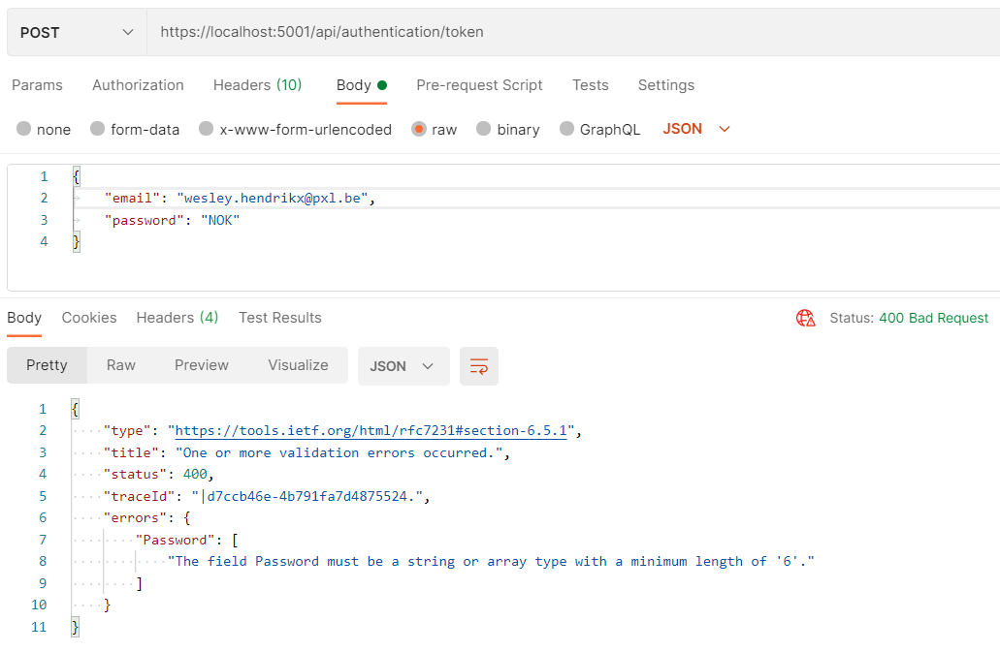 POST https://localhost:5001/api/authentication/token
Params Authorization Headers (10) Body Pre-request Script Tests Settings
none form-data x-www-form-urlencoded raw binary GraphQL JSON
1 {
2 "email": "wesley.hendrikx@pxl.be",
3 "password": "NOK"
4 }
Body Cookies Headers (4) Test Results Status: 400 Bad Request
Pretty Raw Preview Visualize JSON
1 {
2 "type": "https://tools.ietf.org/html/rfc7231#section-6.5.1",
3 "title": "One or more validation errors occurred.",
4 "status": 400,
5 "traceId": "|d7ccb46e-4b791fa7d4875524.",
6 "errors": {
7 "Password": [
8 "The field Password must be a string or array type with a minimum length of '6'."
9 ]
10 }
11 }